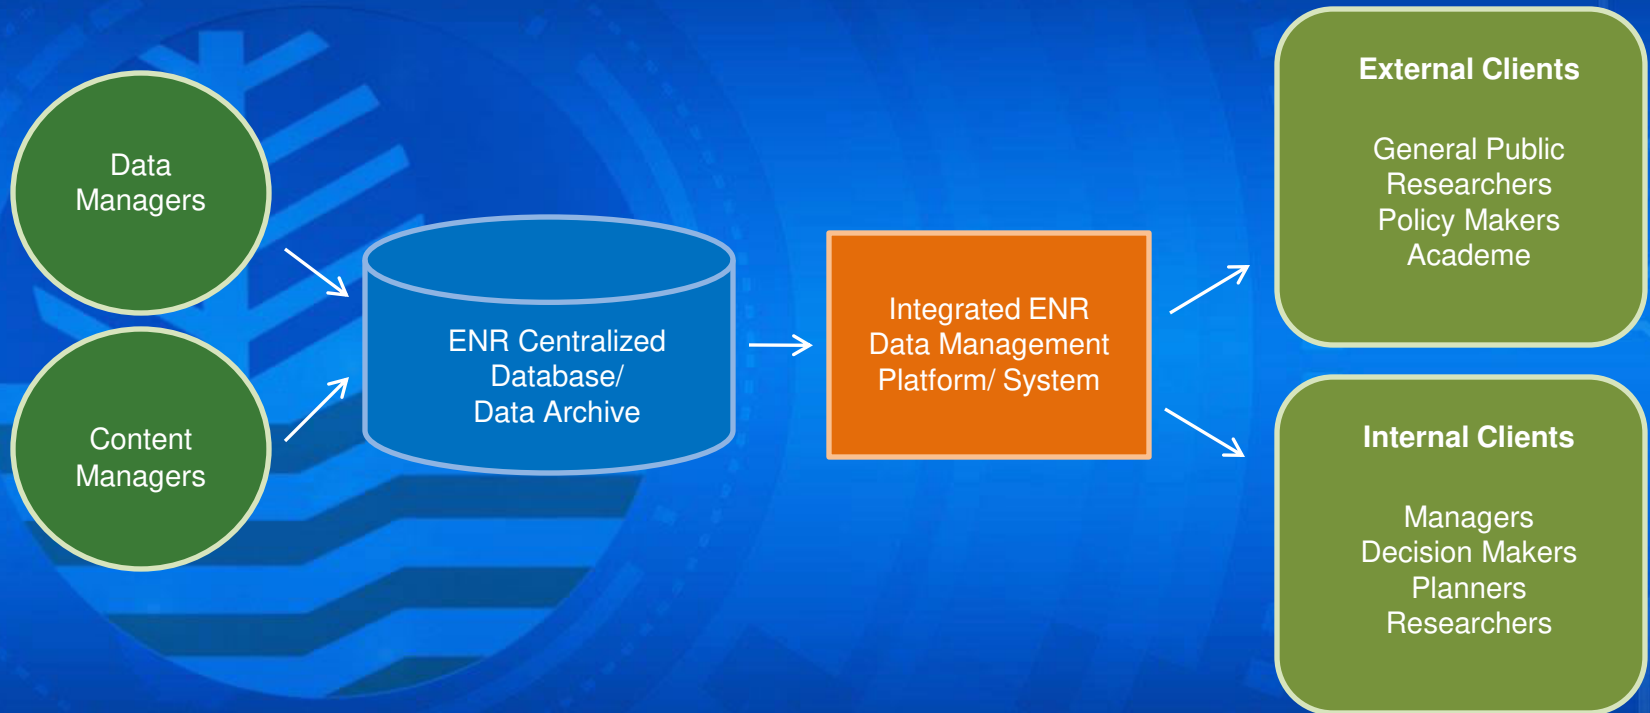 Data
Managers
Content
Managers
ENR Centralized
Database/
Data Archive
Integrated ENR
Data Management
Platform/ System
External Clients
General Public
Researchers
Policy Makers
Academe
Internal Clients
Managers
Decision Makers
Planners
Researchers